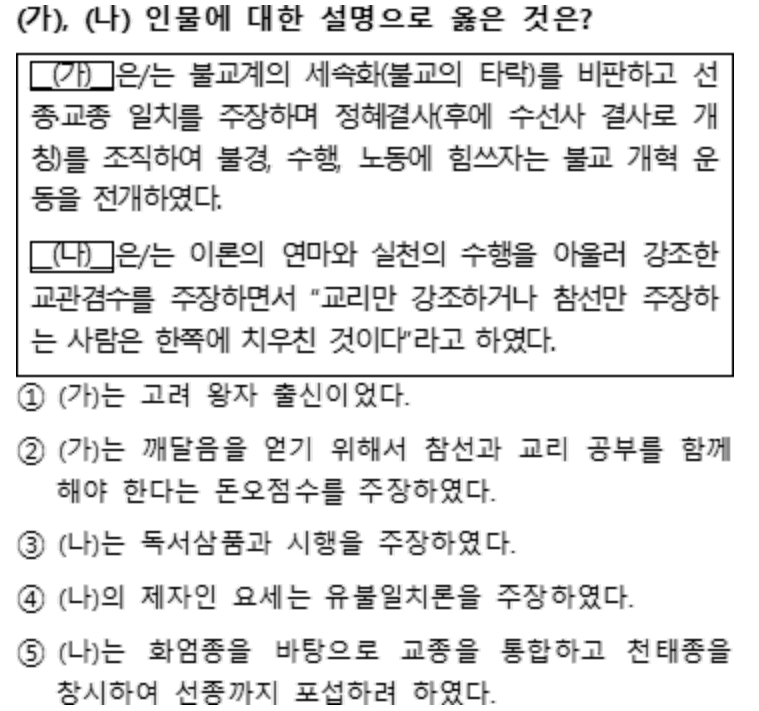 (가), (나) 인물에 대한 설명으로 옳은 것은?
(가) 은/는 불교계의 세속화(불교의 타락)를 비판하고 선
종·교종 일치를 주장하며 정혜결사(후에 수선사 결사로 개
칭)를 조직하여 불경, 수행, 노동에 힘쓰자는 불교 개혁 운
동을 전개하였다.
(나) 은/는 이론의 연마와 실천의 수행을 아울러 강조한
교관겸수를 주장하면서 "교리만 강조하거나 참선만 주장하
는 사람은 한쪽에 치우친 것이다"라고 하였다.
① (가)는 고려 왕자 출신이었다.
② (가)는 깨달음을 얻기 위해서 참선과 교리 공부를 함께
해야 한다는 돈오점수를 주장하였다.
③ (나)는 독서삼품과 시행을 주장하였다.
④ (나)의 제자인 요세는 유불일치론을 주장하였다.
⑤ (나)는 화엄종을 바탕으로 교종을 통합하고 천태종을
창시하여 선종까지 포섭하려 하였다.